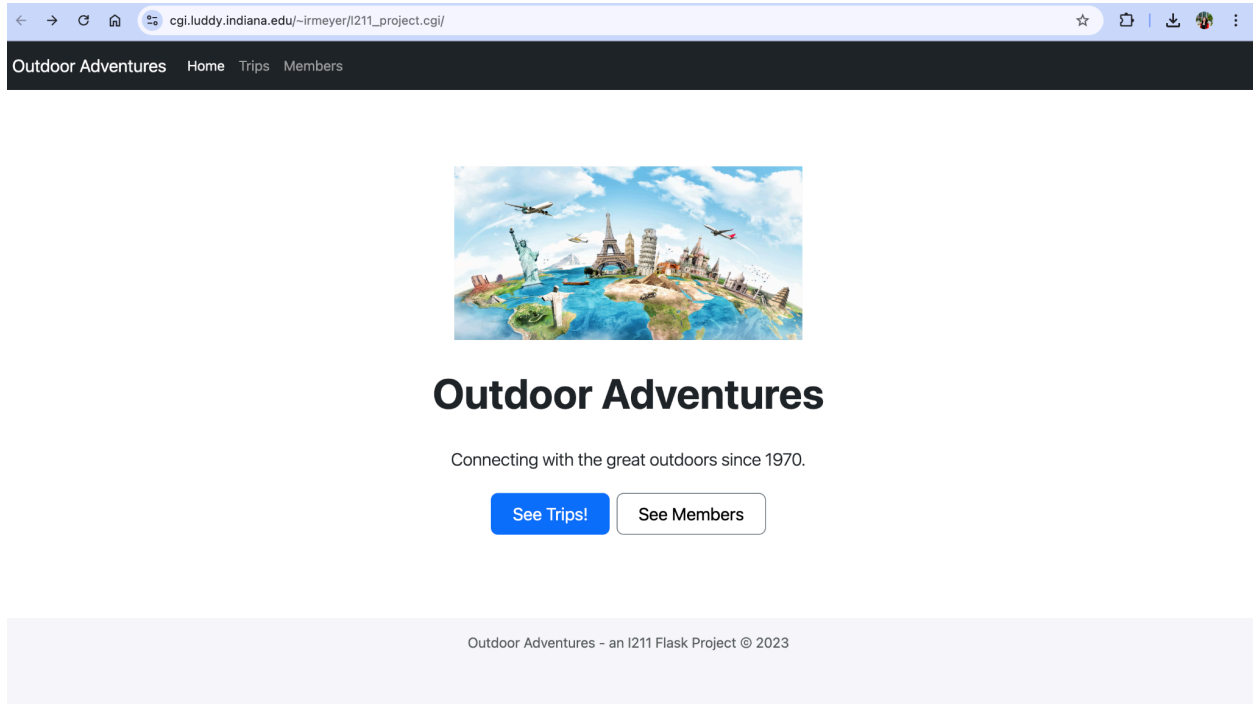 cgi.luddy.indiana.edu/~irmeyer/I211_project.cgi/
Outdoor Adventures Home Trips Members
Outdoor Adventures
Connecting with the great outdoors since 1970.
See Trips! See Members
Outdoor Adventures - an I211 Flask Project © 2023